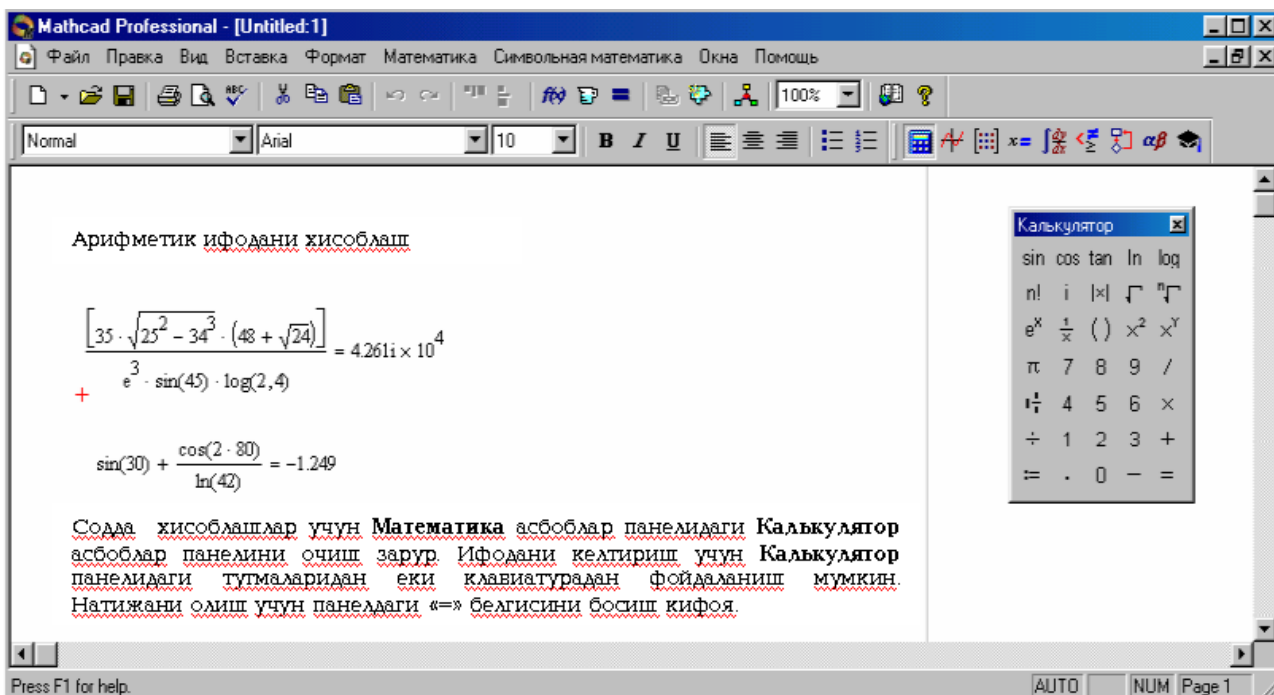 Mathcad Professional - [Untitled:1]
Файл Правка Вид Вставка Формат Математика Символьная математика Окна Помощь
100%
Normal Arial 10 B I U
Арифметик ифодани хисоблаш
[35 · √(25² − 34³) · (48 + √24)] / (e³ · sin(45) · log(2,4)) = 4.261i × 10⁴
sin(30) + cos(2 · 80) / ln(42) = −1.249
Содда хисоблашлар учун Математика асбоблар панелидаги Калькулятор
асбоблар панелини очиш зарур. Ифодани келтириш учун Калькулятор
панелидаги тугмаларидан еки клавиатурадан фойдаланиш мумкин.
Натижани олиш учун панелдаги «=» белгисини босиш кифоя.
Калькулятор
sin cos tan ln log
n! i |×| √ ⁿ√
eˣ 1/x ( ) ×² ×ʸ
π 7 8 9 /
4 5 6 ×
÷ 1 2 3 +
:= . 0 − =
Press F1 for help.
AUTO NUM Page 1